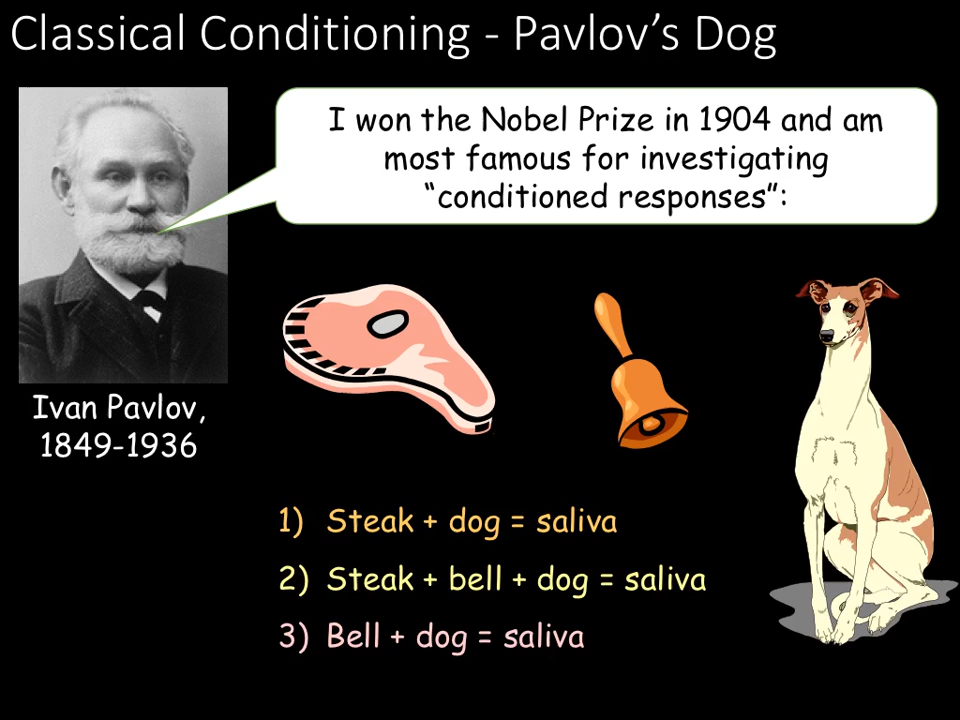 Classical Conditioning - Pavlov’s Dog
I won the Nobel Prize in 1904 and am
most famous for investigating
“conditioned responses”:
Ivan Pavlov,
1849-1936
1) Steak + dog = saliva
2) Steak + bell + dog = saliva
3) Bell + dog = saliva